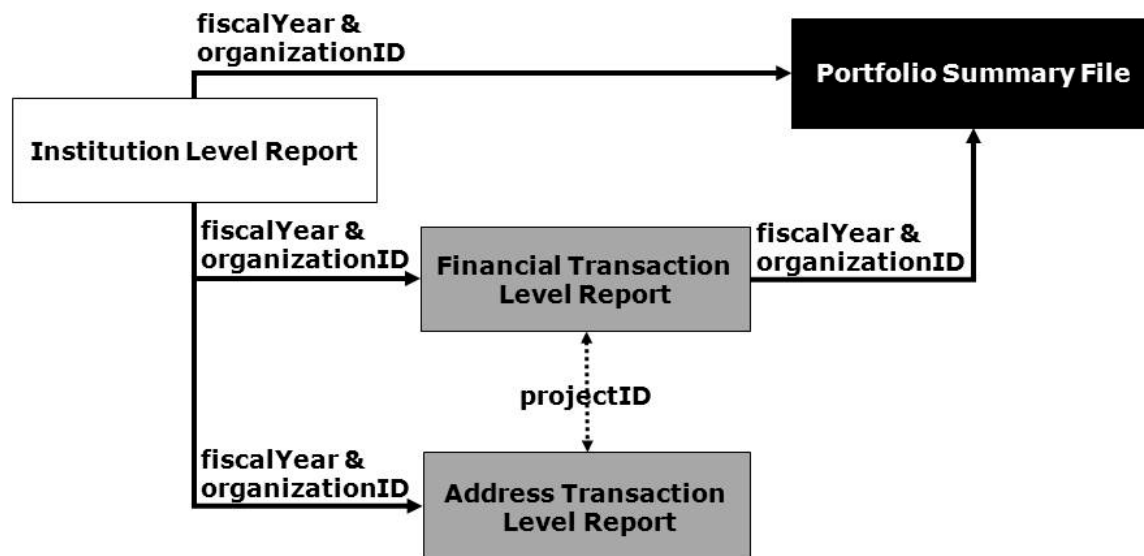 fiscalYear &
organizationID
Portfolio Summary File
Institution Level Report
fiscalYear &
organizationID
Financial Transaction
Level Report
fiscalYear &
organizationID
projectID
fiscalYear &
organizationID
Address Transaction
Level Report